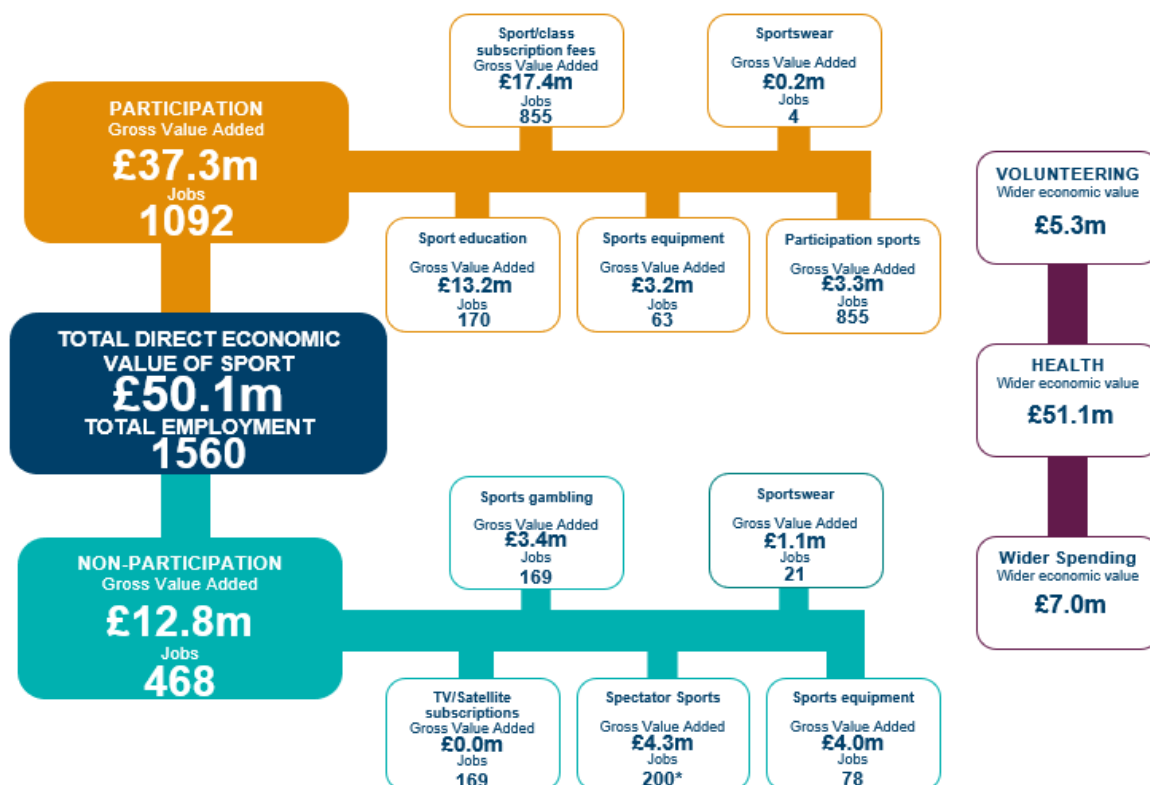 PARTICIPATION
Gross Value Added
£37.3m
Jobs
1092
Sport/class
subscription fees
Gross Value Added
£17.4m
Jobs
855
Sportswear
Gross Value Added
£0.2m
Jobs
4
Sport education
Gross Value Added
£13.2m
Jobs
170
Sports equipment
Gross Value Added
£3.2m
Jobs
63
Participation sports
Gross Value Added
£3.3m
Jobs
855
TOTAL DIRECT ECONOMIC
VALUE OF SPORT
£50.1m
TOTAL EMPLOYMENT
1560
NON-PARTICIPATION
Gross Value Added
£12.8m
Jobs
468
Sports gambling
Gross Value Added
£3.4m
Jobs
169
Sportswear
Gross Value Added
£1.1m
Jobs
21
TV/Satellite
subscriptions
Gross Value Added
£0.0m
Jobs
169
Spectator Sports
Gross Value Added
£4.3m
Jobs
200*
Sports equipment
Gross Value Added
£4.0m
Jobs
78
VOLUNTEERING
Wider economic value
£5.3m
HEALTH
Wider economic value
£51.1m
Wider Spending
Wider economic value
£7.0m